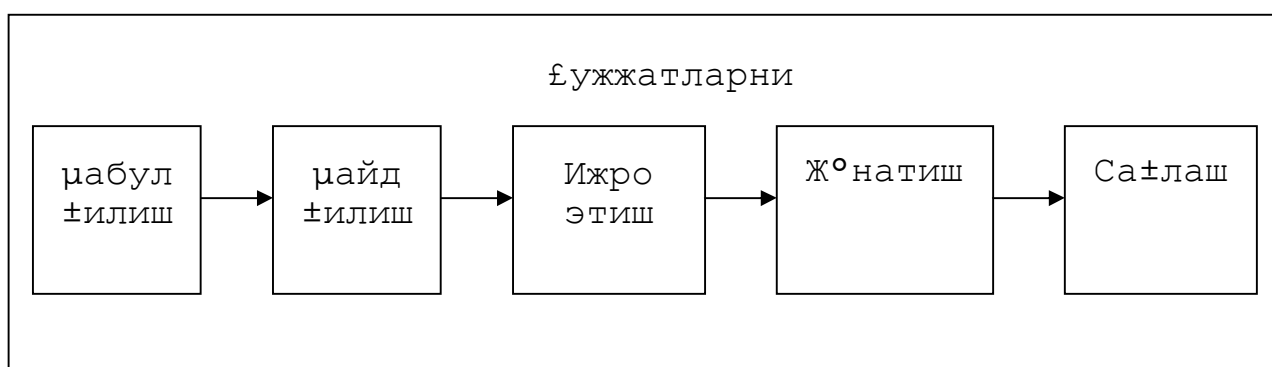 £ужжатларни
µабул
±илиш
µайд
±илиш
Ижро
этиш
Ж°натиш
Са±лаш